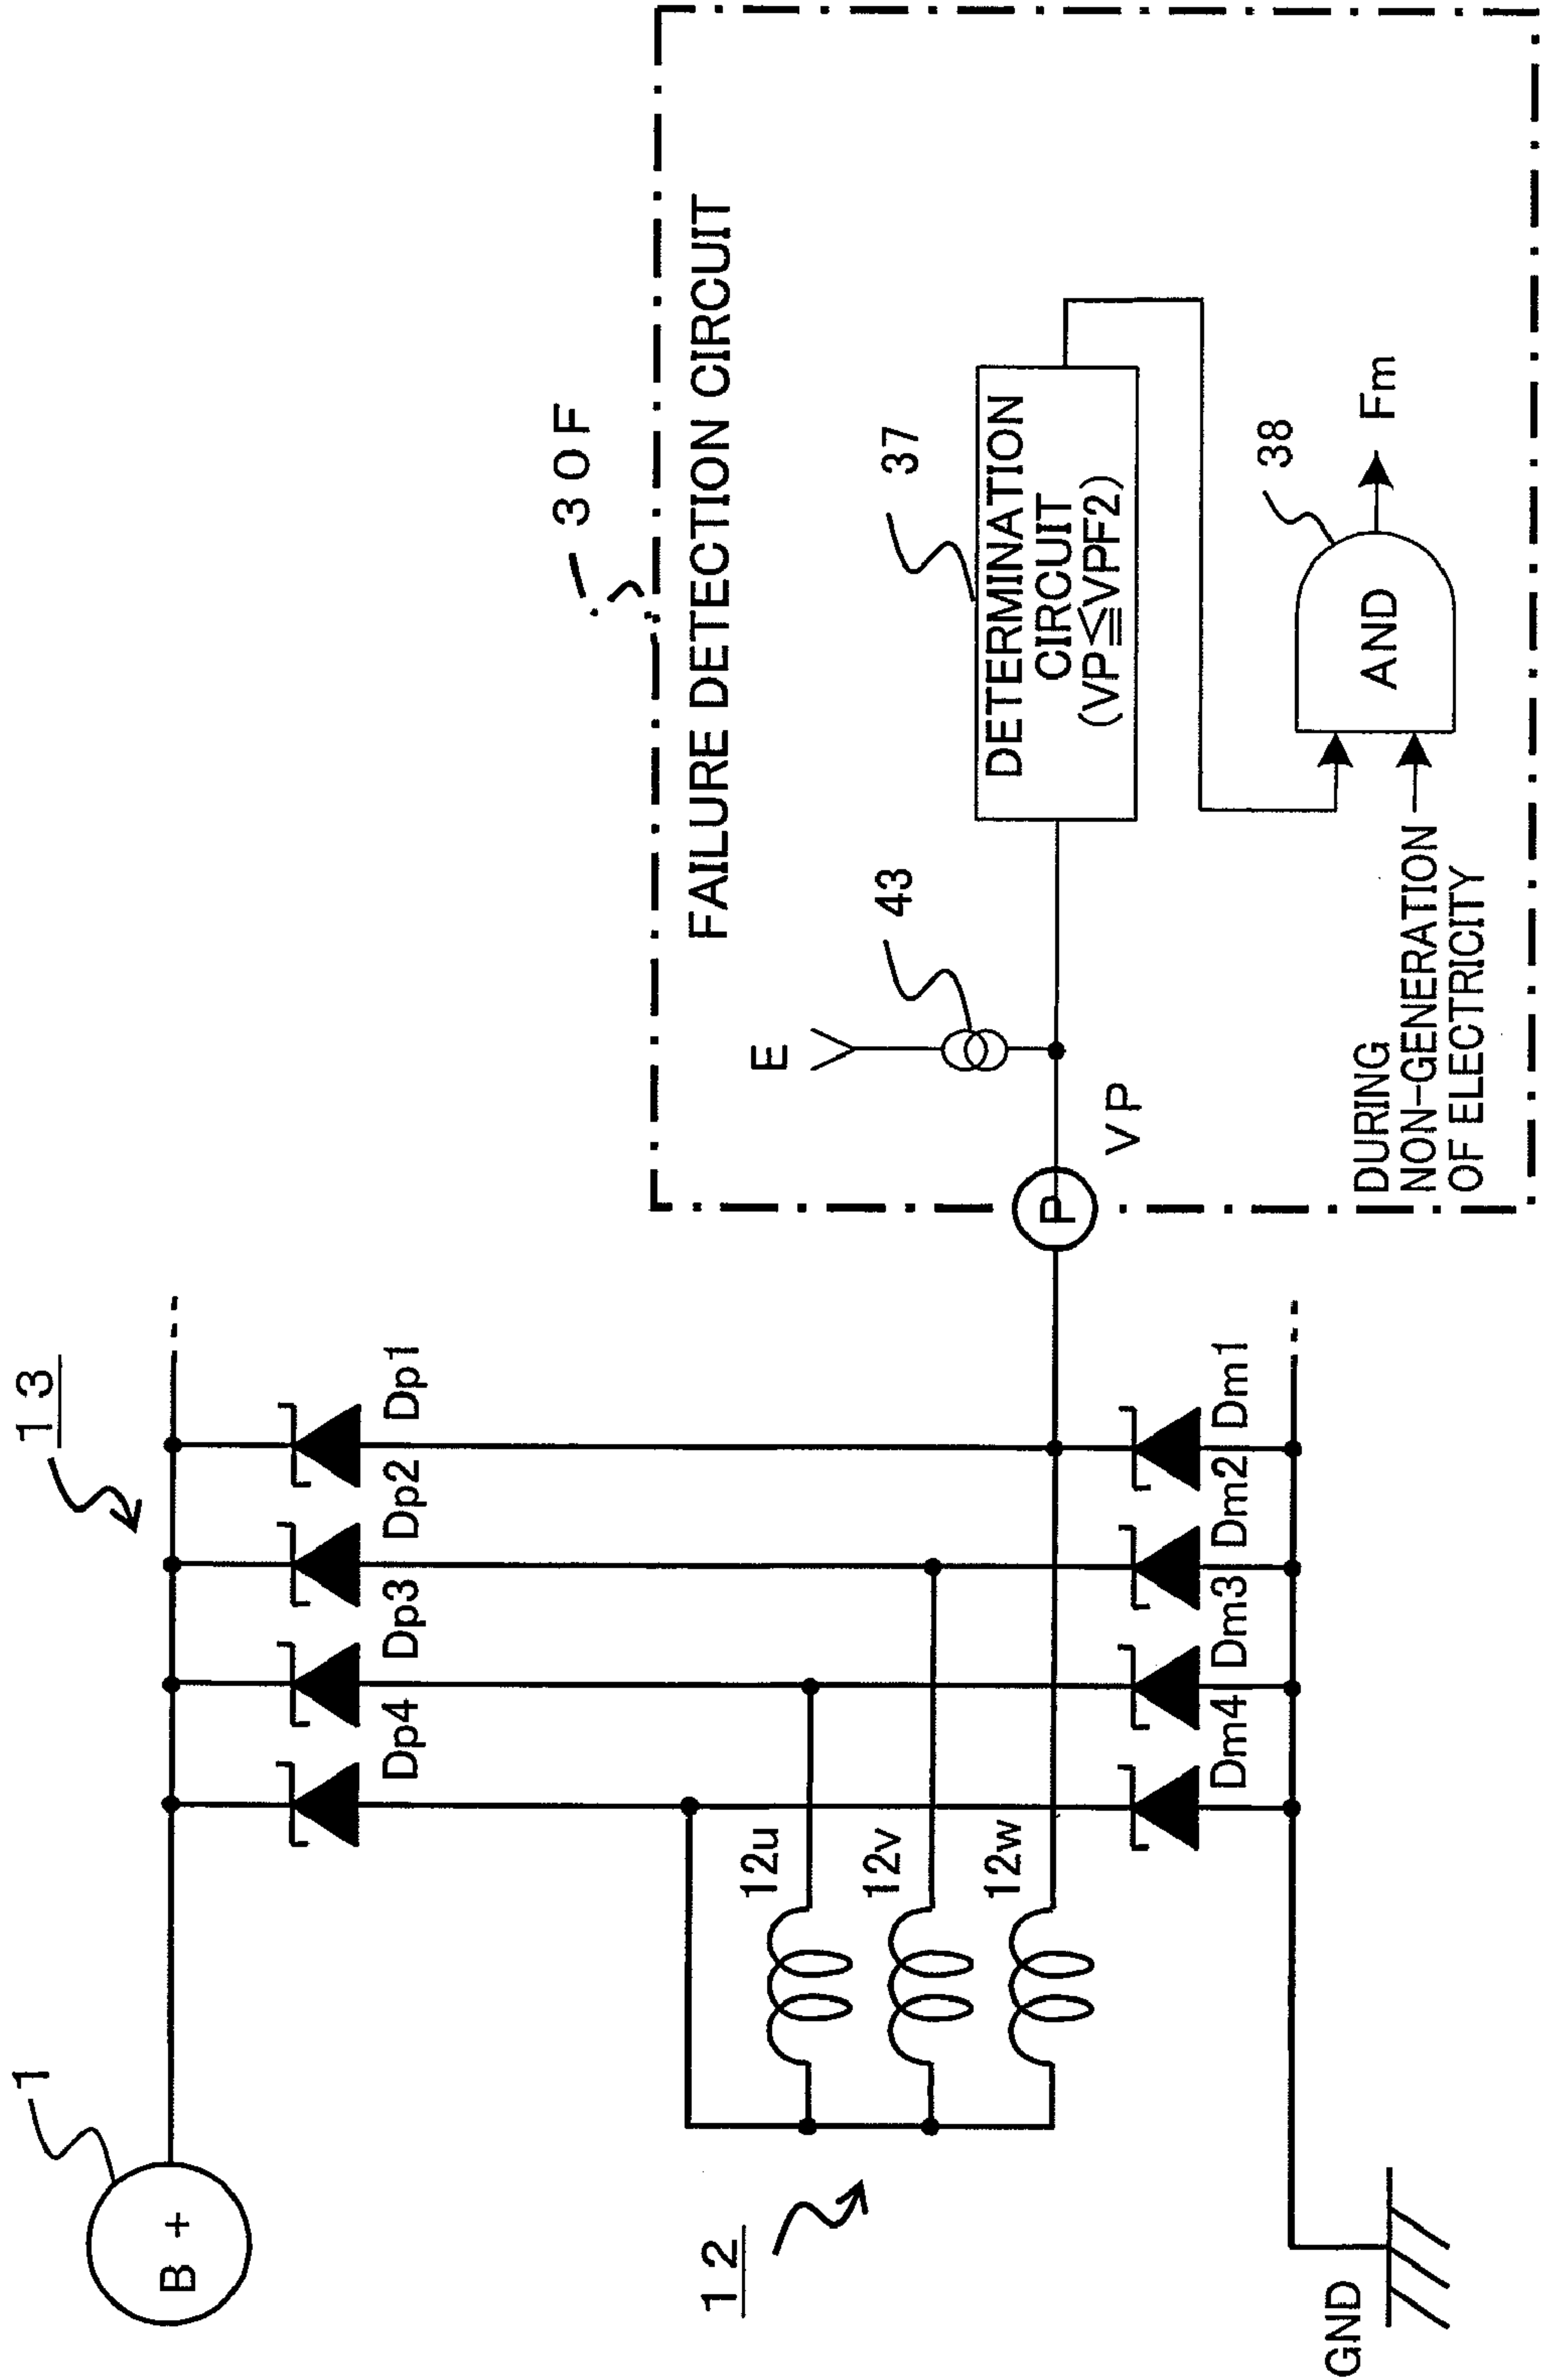 1
B +
13
Dp4
Dp3
Dp2
Dp1
12
12u
12v
12w
Dm4
Dm3
Dm2
Dm1
GND
30F
FAILURE DETECTION CIRCUIT
E
43
P
VP
37
DETERMINATION
CIRCUIT
(VP≦VPF2)
38
AND
Fm
DURING
NON-GENERATION
OF ELECTRICITY